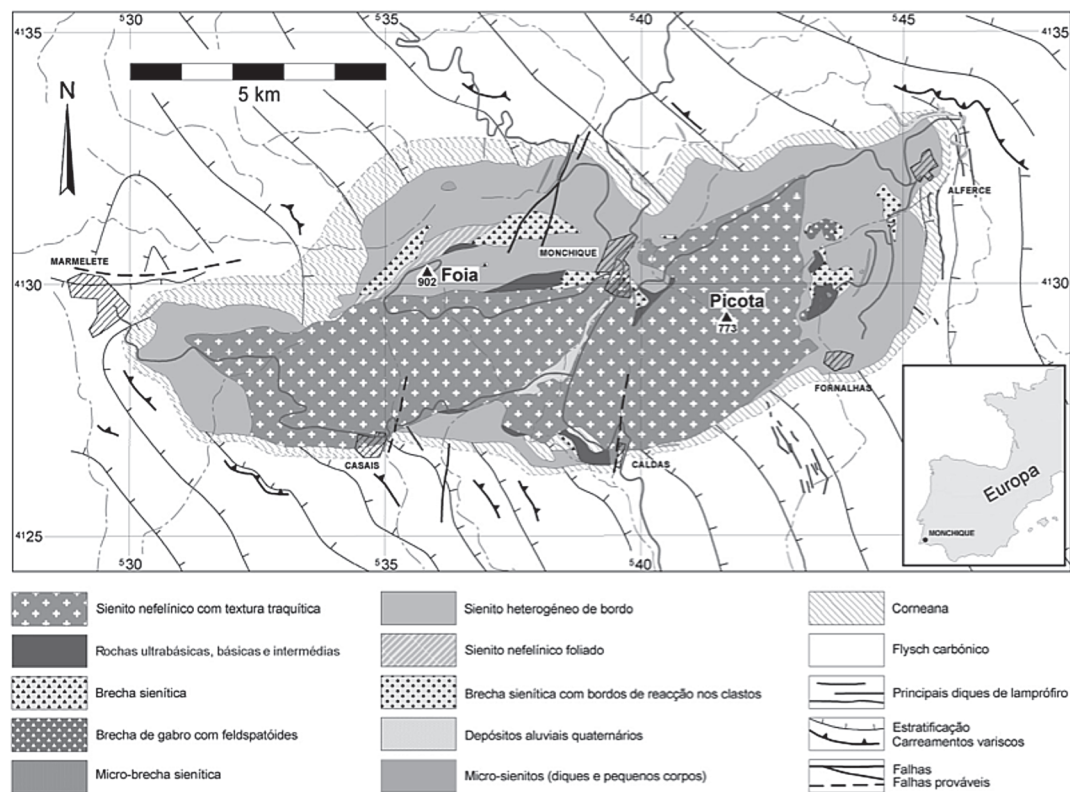 530
535
540
545
4135
4135
N
5 km
ALFERCE
MARMELETE
MONCHIQUE
4130
902
Foia
Picota
773
4130
FORNALHAS
CASAIS
CALDAS
Europa
MONCHIQUE
4125
4125
530
535
540
Sienito nefelínico com textura traquítica
Rochas ultrabásicas, básicas e intermédias
Brecha sienítica
Brecha de gabro com feldspatóides
Micro-brecha sienítica
Sienito heterogéneo de bordo
Sienito nefelínico foliado
Brecha sienítica com bordos de reacção nos clastos
Depósitos aluviais quaternários
Micro-sienitos (diques e pequenos corpos)
Corneana
Flysch carbónico
Principais diques de lamprófiro
Estratificação
Carreamentos variscos
Falhas
Falhas prováveis